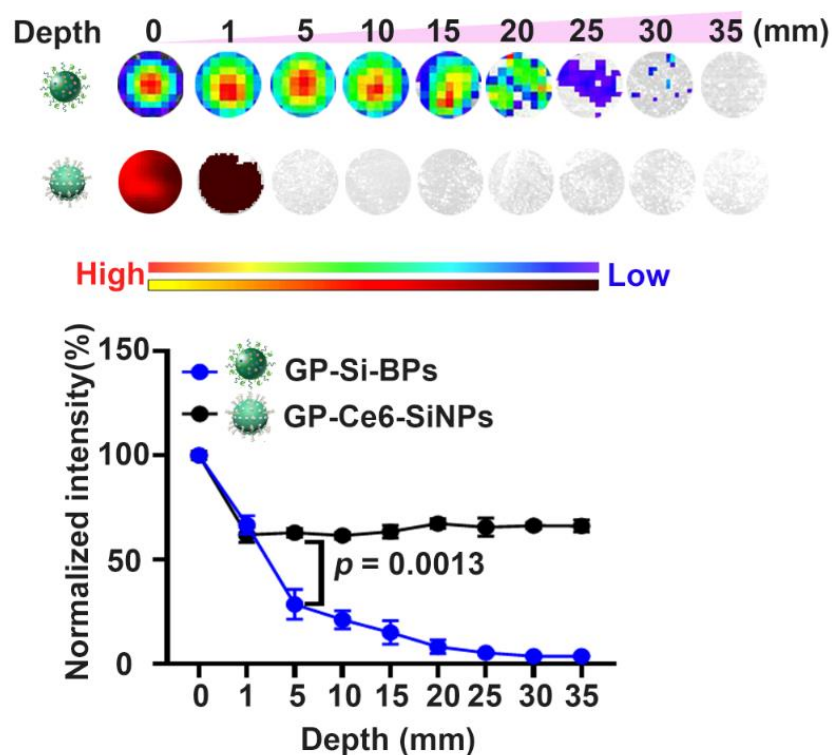 Depth 0 1 5 10 15 20 25 30 35 (mm)
High Low
Normalized intensity(%)
150
100
50
0
GP-Si-BPs
GP-Ce6-SiNPs
p = 0.0013
0 1 5 10 15 20 25 30 35
Depth (mm)